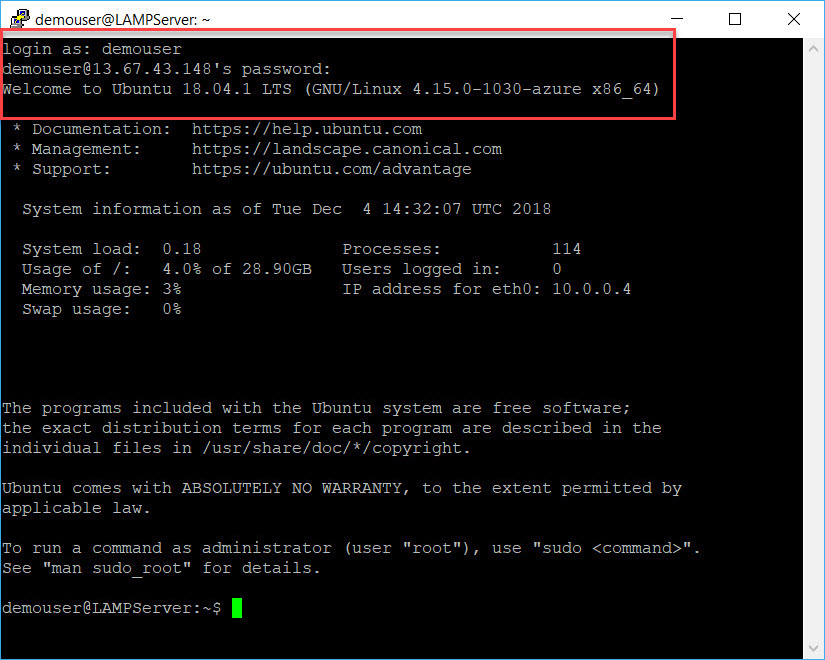 demouser@LAMPServer: ~
login as: demouser
demouser@13.67.43.148's password:
Welcome to Ubuntu 18.04.1 LTS (GNU/Linux 4.15.0-1030-azure x86_64)
* Documentation: https://help.ubuntu.com
* Management: https://landscape.canonical.com
* Support: https://ubuntu.com/advantage
System information as of Tue Dec 4 14:32:07 UTC 2018
System load: 0.18 Processes: 114
Usage of /: 4.0% of 28.90GB Users logged in: 0
Memory usage: 3% IP address for eth0: 10.0.0.4
Swap usage: 0%
The programs included with the Ubuntu system are free software;
the exact distribution terms for each program are described in the
individual files in /usr/share/doc/*/copyright.
Ubuntu comes with ABSOLUTELY NO WARRANTY, to the extent permitted by
applicable law.
To run a command as administrator (user "root"), use "sudo <command>".
See "man sudo_root" for details.
demouser@LAMPServer:~$